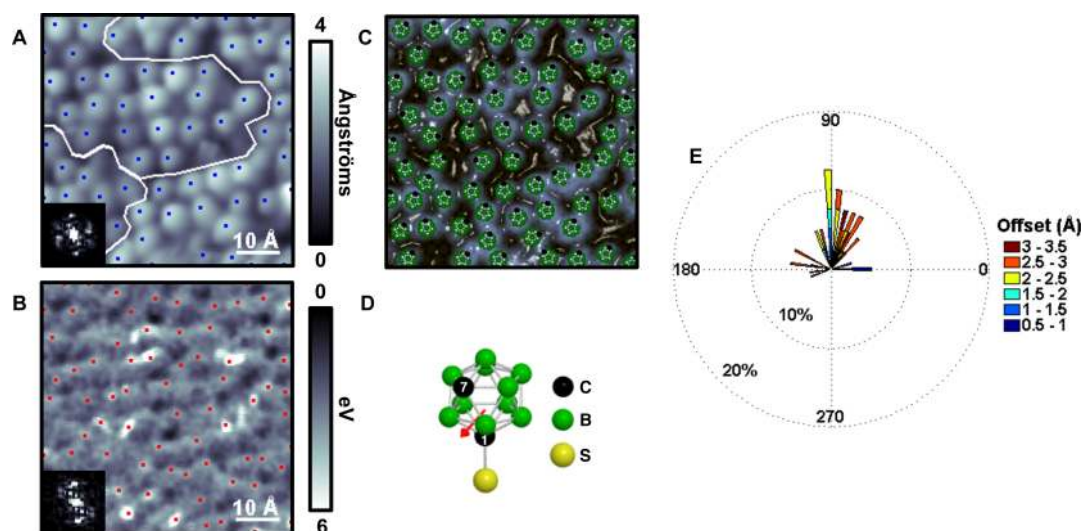 A
4
Ångströms
0
10 Å
B
0
eV
6
10 Å
C
D
7
1
C
B
S
E
90
180
0
270
10%
20%
Offset (Å)
3 - 3.5
2.5 - 3
2 - 2.5
1.5 - 2
1 - 1.5
0.5 - 1